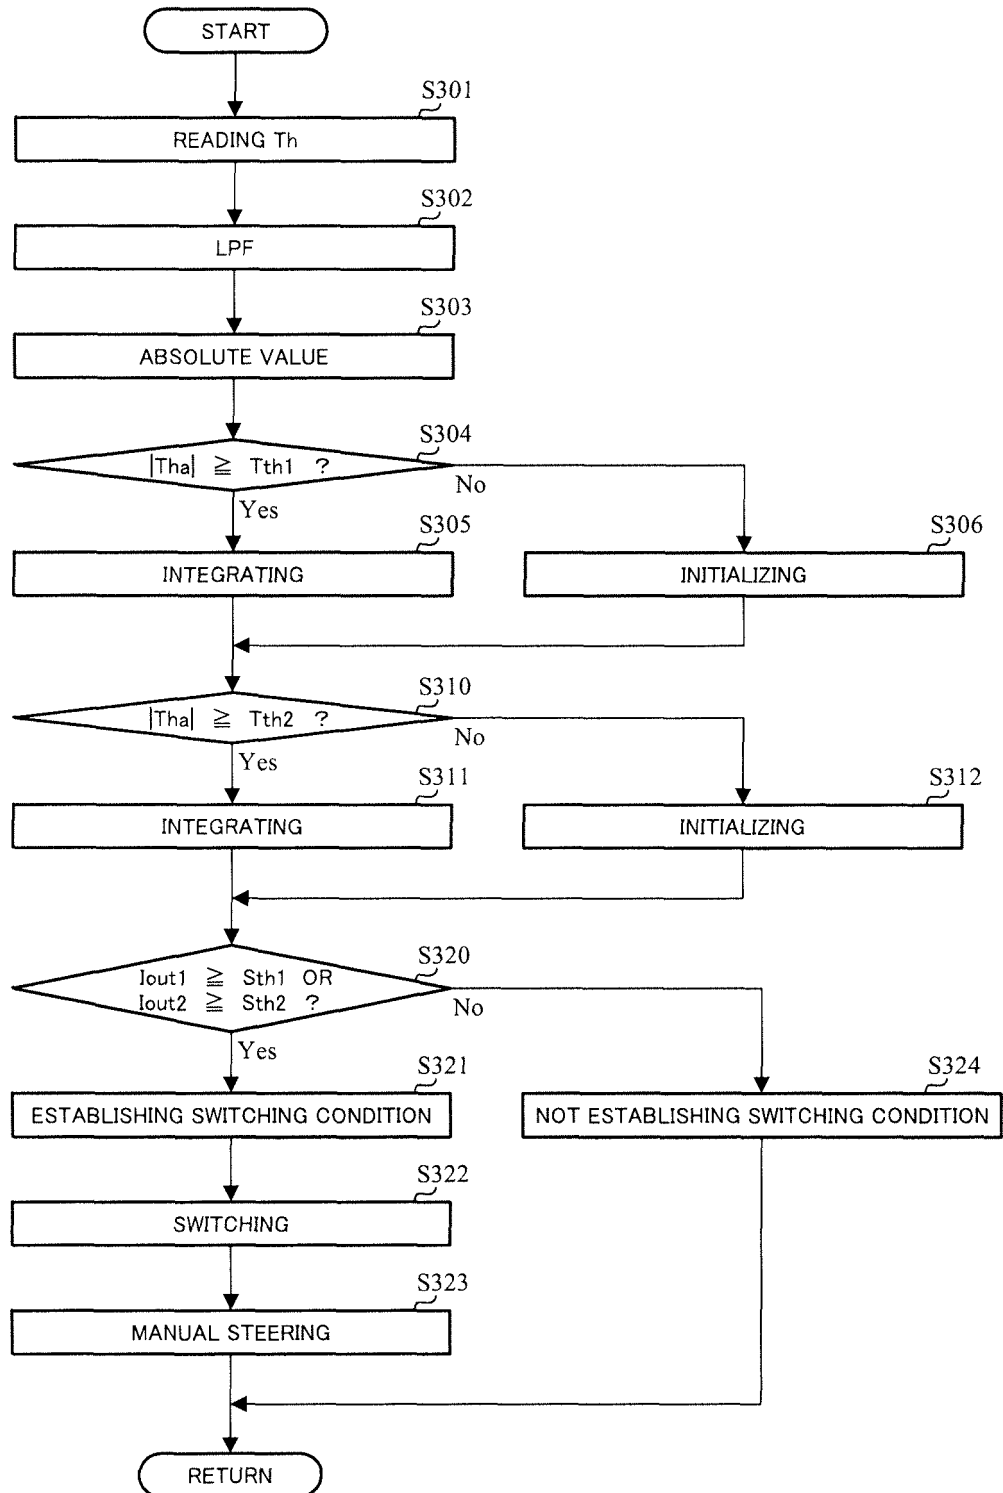 START
S301
READING Th
S302
LPF
S303
ABSOLUTE VALUE
S304
|Tha| ≧ Tth1 ?
No
Yes
S305
INTEGRATING
S306
INITIALIZING
S310
|Tha| ≧ Tth2 ?
No
Yes
S311
INTEGRATING
S312
INITIALIZING
S320
Iout1 ≧ Sth1 OR
Iout2 ≧ Sth2 ?
No
Yes
S321
ESTABLISHING SWITCHING CONDITION
S324
NOT ESTABLISHING SWITCHING CONDITION
S322
SWITCHING
S323
MANUAL STEERING
RETURN